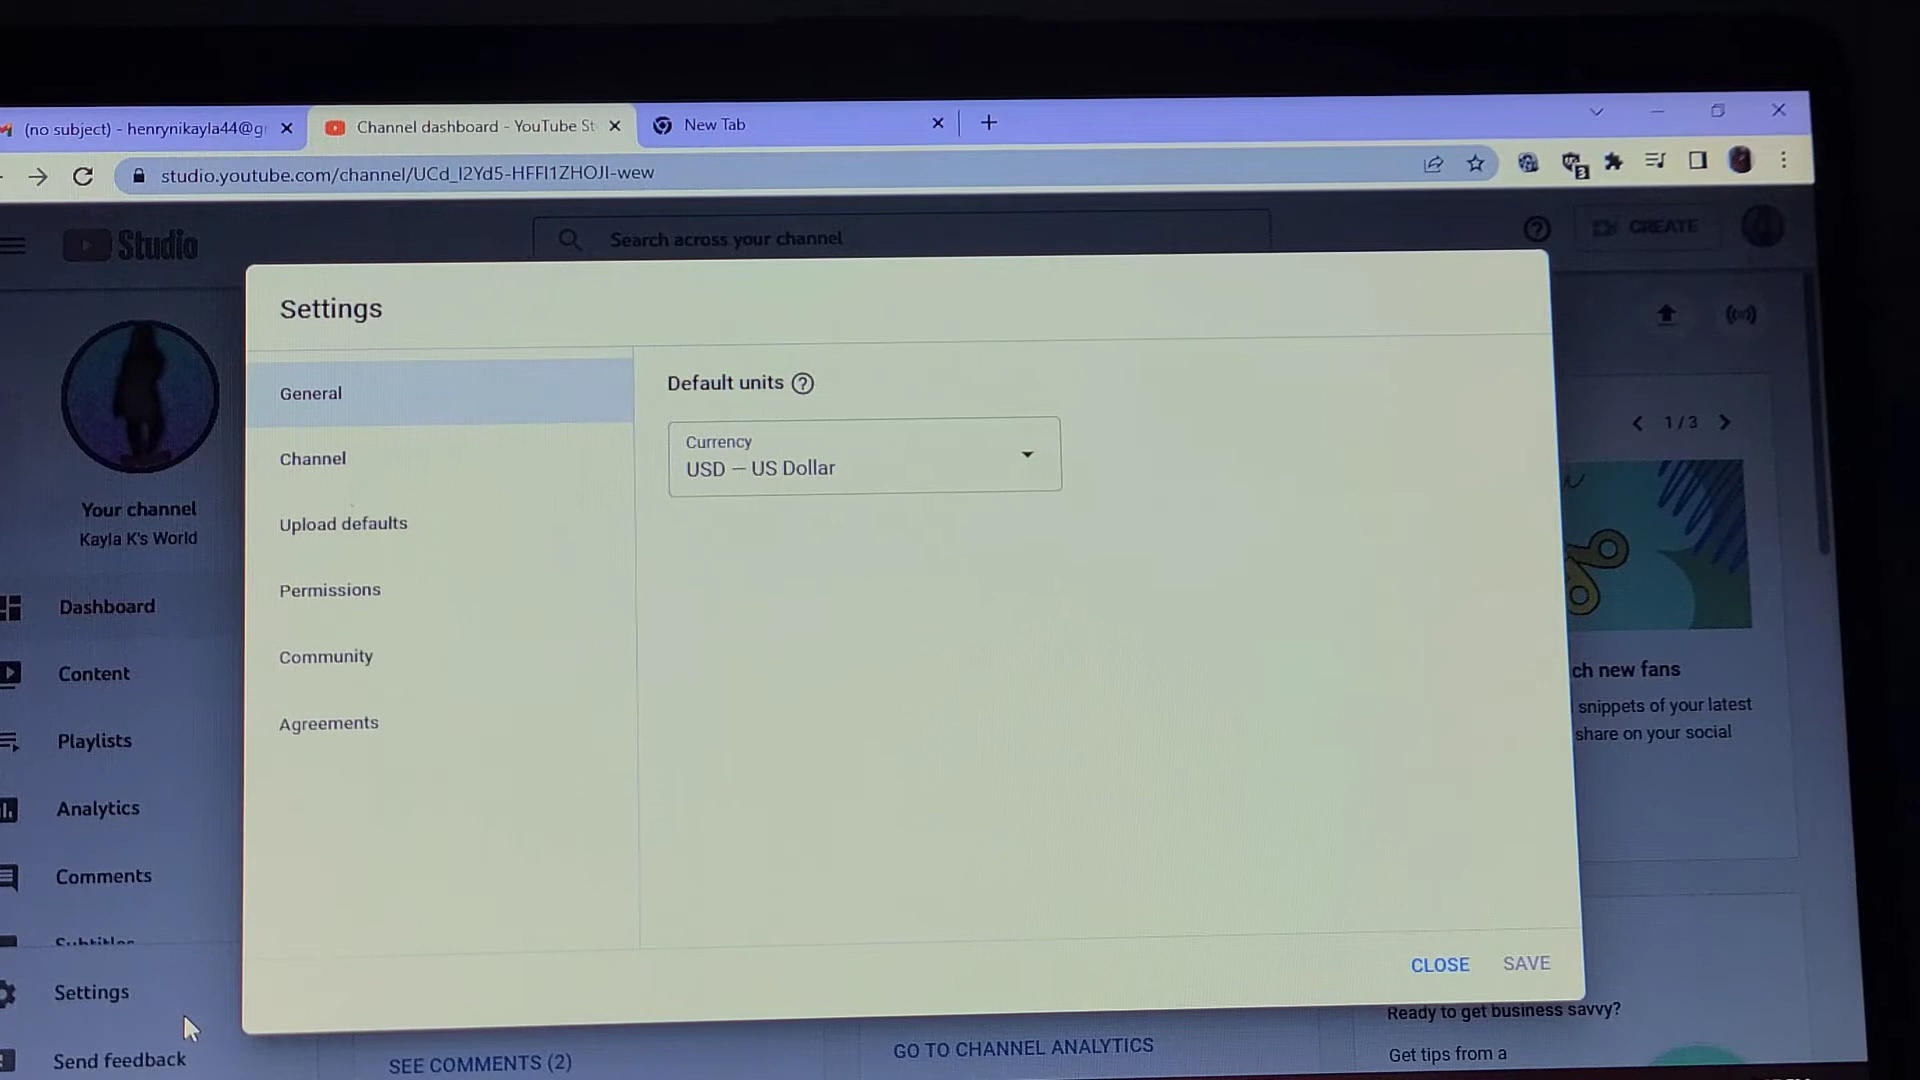 (no subject) - henrynikayla44@g
Channel dashboard - YouTube St
New Tab
studio.youtube.com/channel/UCd_I2Yd5-HFFI1ZHOJI-wew
3
Studio
Search across your channel
CREATE
Settings
General
Channel
Upload defaults
Permissions
Community
Agreements
Default units
Currency
USD — US Dollar
CLOSE
SAVE
Your channel
Kayla K's World
Dashboard
Content
Playlists
Analytics
Comments
Subtitles
Settings
Send feedback
1 / 3
ch new fans
snippets of your latest
share on your social
SEE COMMENTS (2)
GO TO CHANNEL ANALYTICS
Ready to get business savvy?
Get tips from a